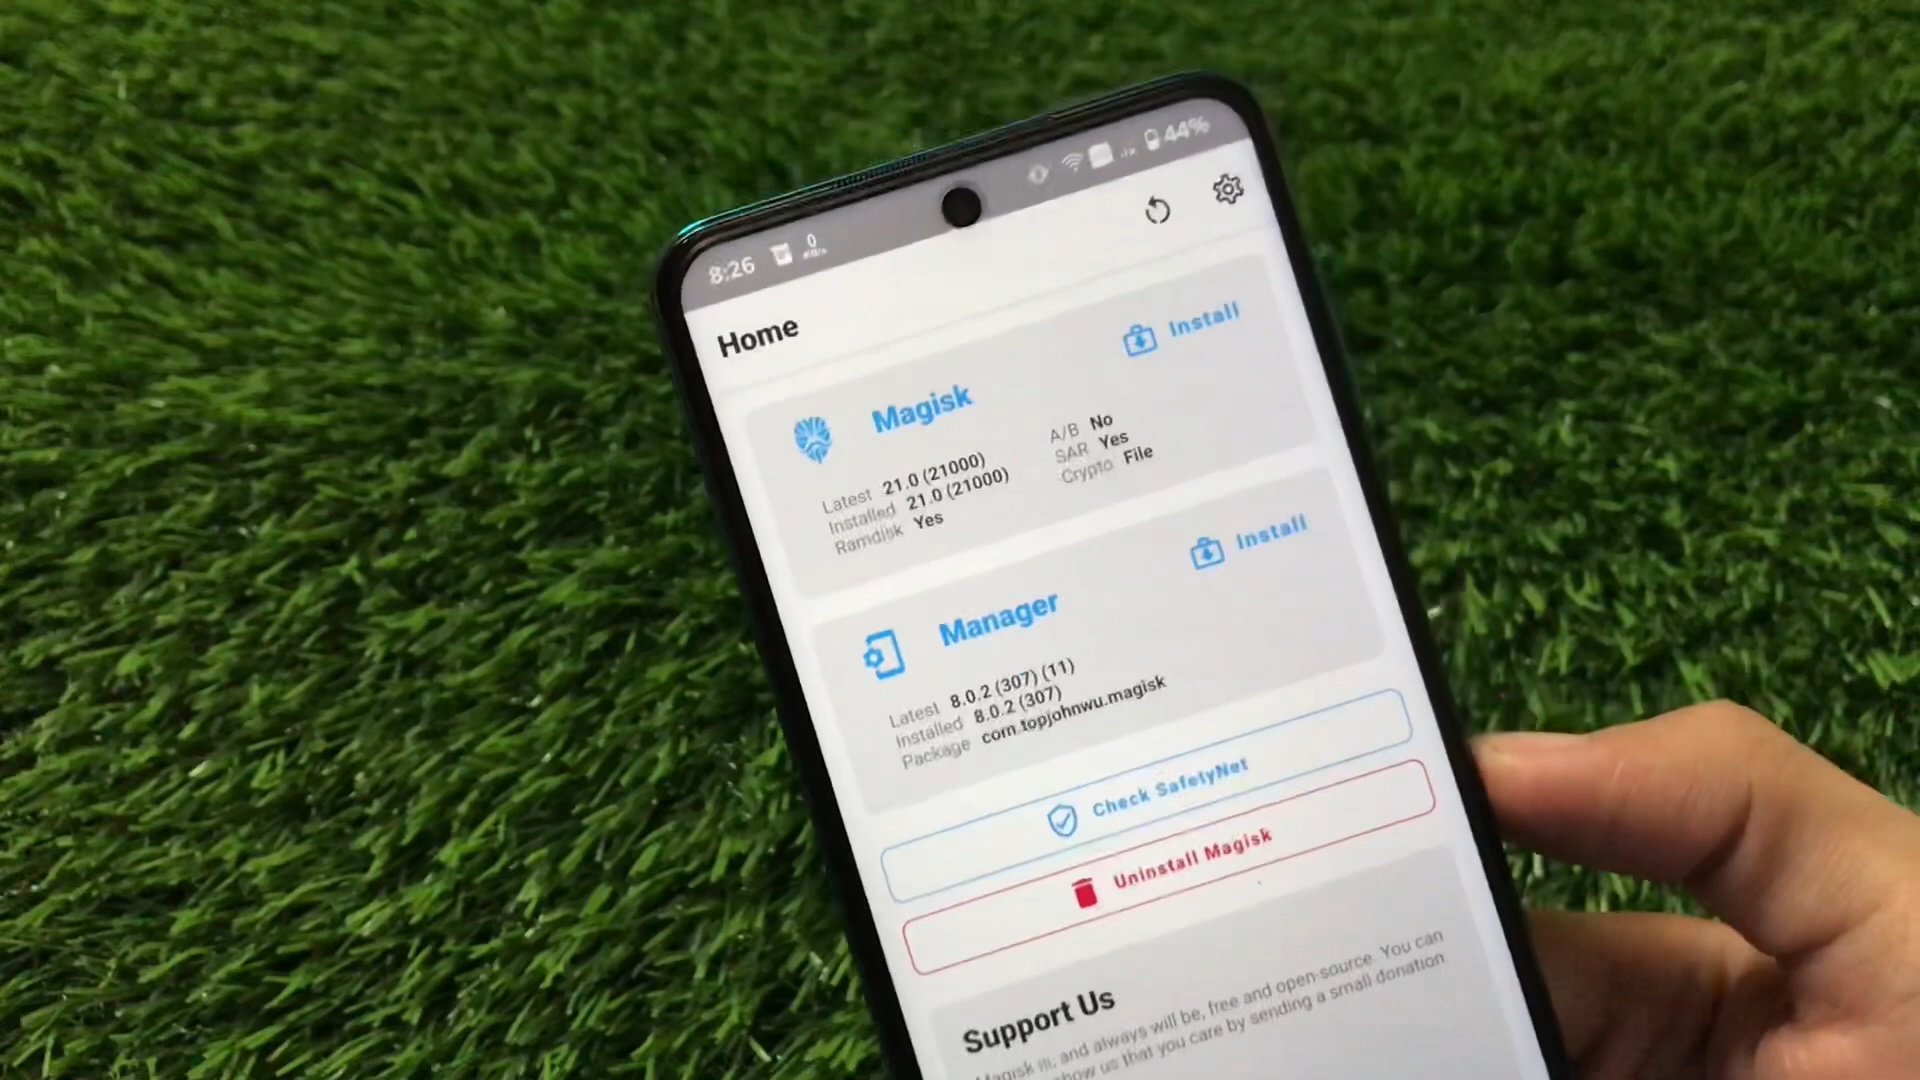 8:26 0 44%
Home
Install
Magisk
Latest 21.0 (21000)
Installed 21.0 (21000)
Ramdisk Yes
A/B No
SAR Yes
Crypto File
Install
Manager
Latest 8.0.2 (307) (11)
Installed 8.0.2 (307)
Package com.topjohnwu.magisk
Check SafetyNet
Uninstall Magisk
Support Us
Magisk is, and always will be, free and open-source. You can
show us that you care by sending a small donation.